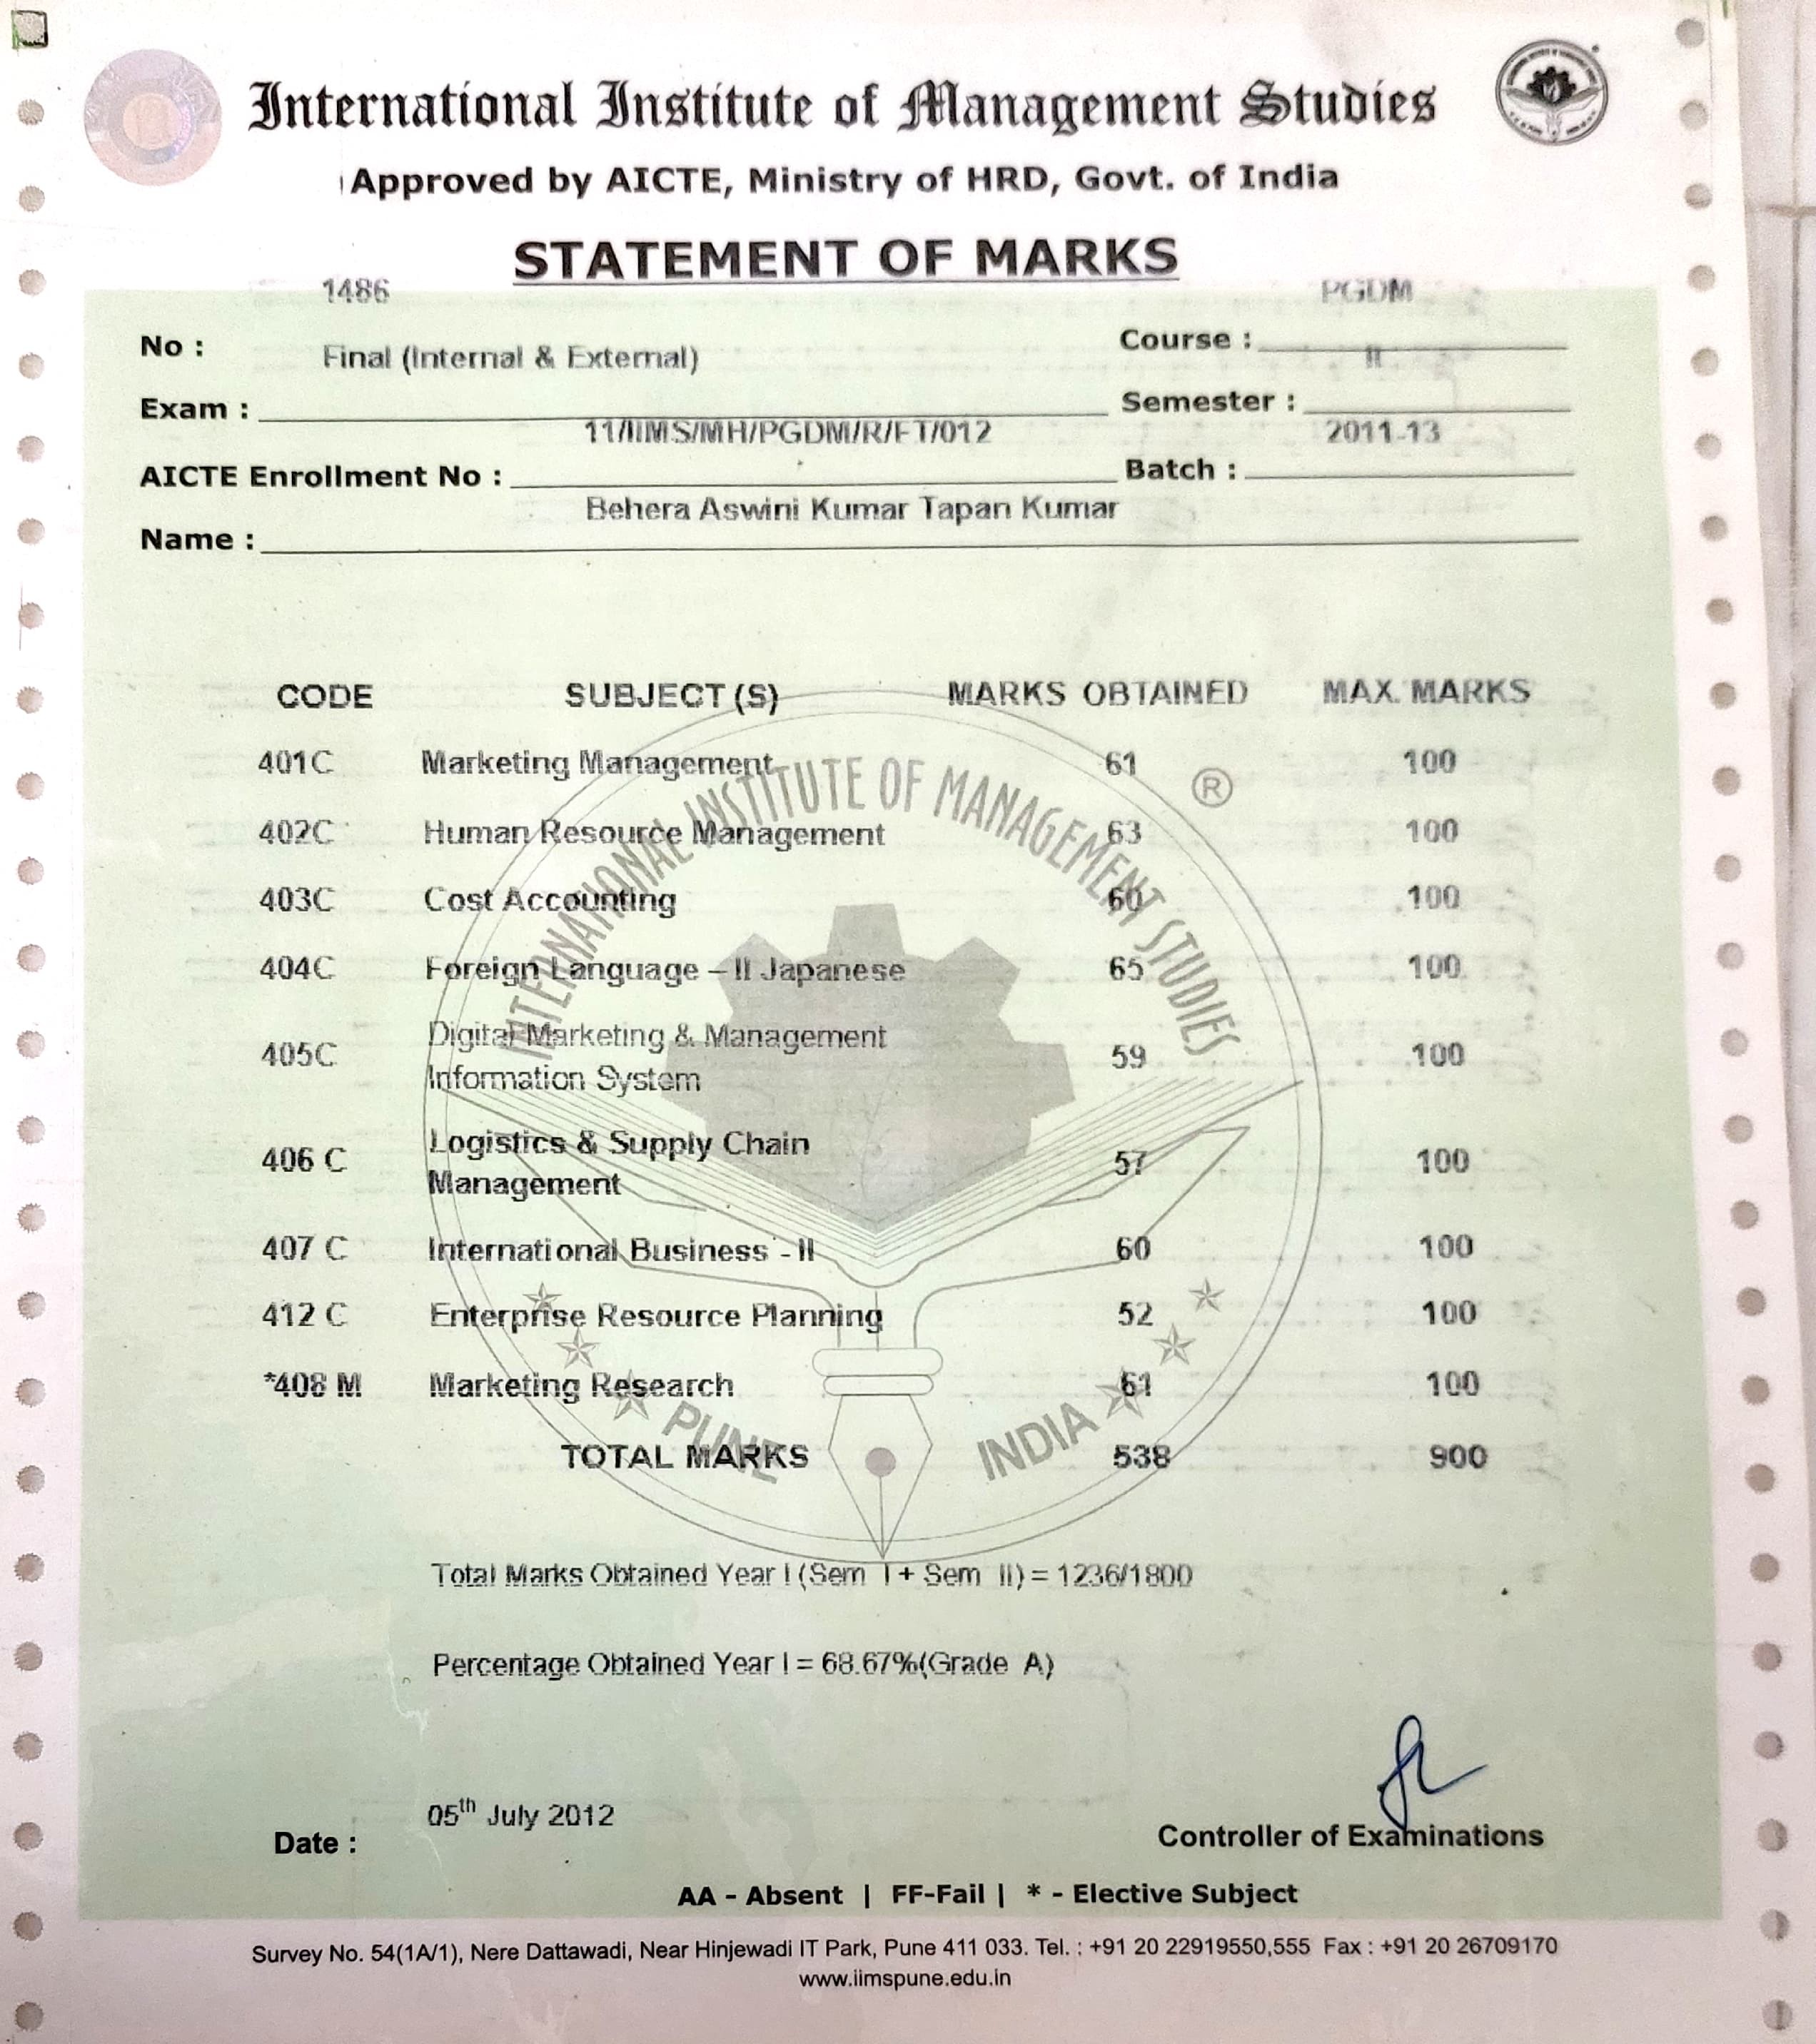 International Institute of Management Studies
Approved by AICTE, Ministry of HRD, Govt. of India
STATEMENT OF MARKS
No : 1486 Course : PGDM
Exam : Final (Internal & External) Semester : II
AICTE Enrollment No : 11/IIMS/MH/PGDM/R/FT/012 Batch : 2011-13
Name : Behera Aswini Kumar Tapan Kumar
CODE SUBJECT (S) MARKS OBTAINED MAX. MARKS
401C Marketing Management 61 100
402C Human Resource Management 63 100
403C Cost Accounting 60 100
404C Foreign Language – II Japanese 65 100
405C Digital Marketing & Management Information System 59 100
406 C Logistics & Supply Chain Management 57 100
407 C International Business - II 60 100
412 C Enterprise Resource Planning 52 100
*408 M Marketing Research 61 100
TOTAL MARKS 538 900
INTERNATIONAL INSTITUTE OF MANAGEMENT STUDIES ®
PUNE INDIA
Total Marks Obtained Year I (Sem I + Sem II) = 1236/1800
Percentage Obtained Year I = 68.67%(Grade A)
Date : 05th July 2012
Controller of Examinations
AA - Absent | FF-Fail | * - Elective Subject
Survey No. 54(1A/1), Nere Dattawadi, Near Hinjewadi IT Park, Pune 411 033. Tel. : +91 20 22919550,555 Fax : +91 20 26709170
www.iimspune.edu.in